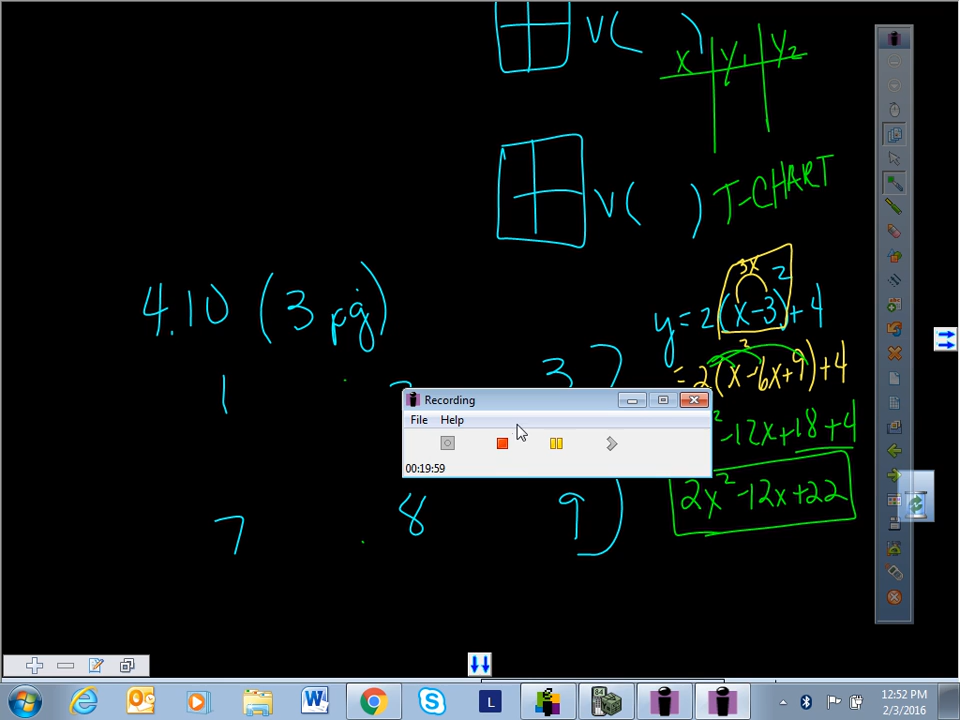 V( )
X Y1 Y2
V( ) T-CHART
4.10 (3 pg)
3x
y=2(x-3)²+4
=2(x²-6x+9)+4
1 3
²-12x+18+4
2x²-12x+22
7 8 9
Recording
File Help
00:19:59
W
S
L
84
12:52 PM
2/3/2016